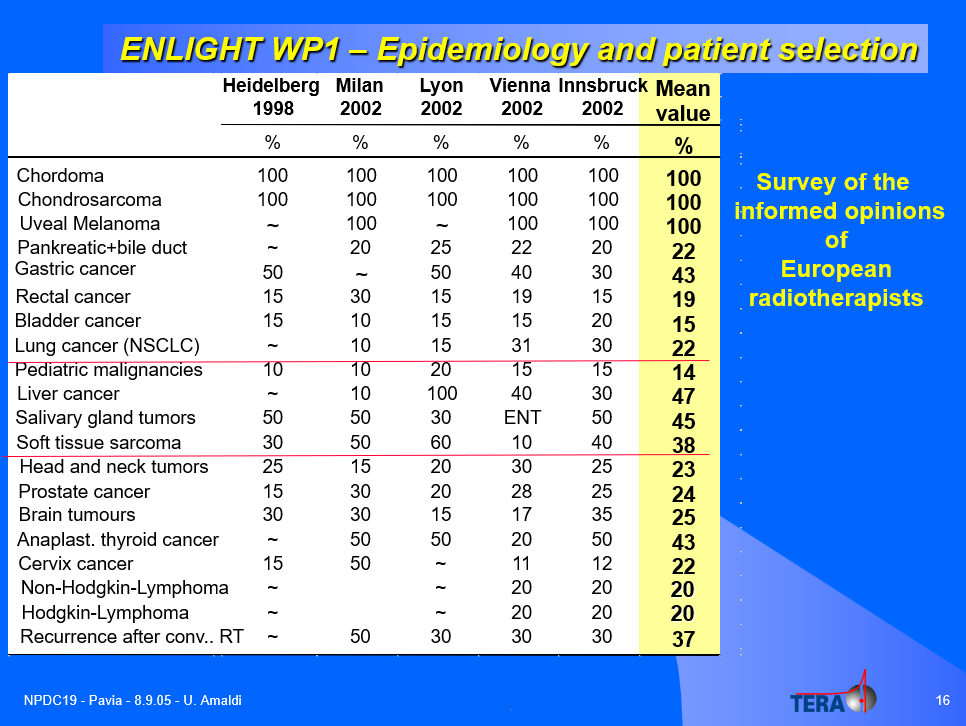 ENLIGHT WP1 – Epidemiology and patient selection
Heidelberg Milan Lyon Vienna Innsbruck Mean
1998 2002 2002 2002 2002 value
% % % % % %
Chordoma 100 100 100 100 100 100
Chondrosarcoma 100 100 100 100 100 100
Uveal Melanoma ~ 100 ~ 100 100 100
Pankreatic+bile duct ~ 20 25 22 20 22
Gastric cancer 50 ~ 50 40 30 43
Rectal cancer 15 30 15 19 15 19
Bladder cancer 15 10 15 15 20 15
Lung cancer (NSCLC) ~ 10 15 31 30 22
Pediatric malignancies 10 10 20 15 15 14
Liver cancer ~ 10 100 40 30 47
Salivary gland tumors 50 50 30 ENT 50 45
Soft tissue sarcoma 30 50 60 10 40 38
Head and neck tumors 25 15 20 30 25 23
Prostate cancer 15 30 20 28 25 24
Brain tumours 30 30 15 17 35 25
Anaplast. thyroid cancer ~ 50 50 20 50 43
Cervix cancer 15 50 ~ 11 12 22
Non-Hodgkin-Lymphoma ~ ~ 20 20 20
Hodgkin-Lymphoma ~ ~ 20 20 20
Recurrence after conv.. RT ~ 50 30 30 30 37
Survey of the
informed opinions
of
European
radiotherapists
NPDC19 - Pavia - 8.9.05 - U. Amaldi
TERA
16